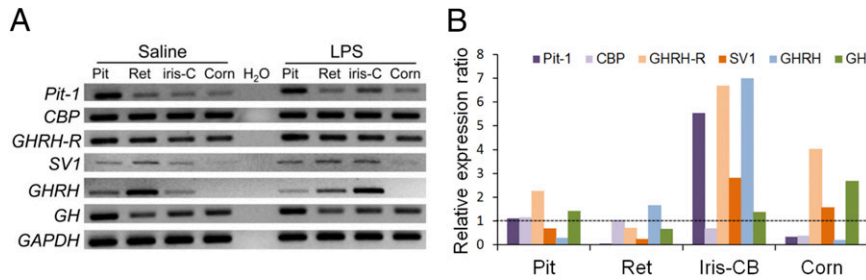 A
Saline LPS
Pit Ret iris-C Corn H₂O Pit Ret iris-C Corn
Pit-1
CBP
GHRH-R
SV1
GHRH
GH
GAPDH
B
Pit-1 CBP GHRH-R SV1 GHRH GH
Relative expression ratio
8
7
6
5
4
3
2
1
0
Pit Ret Iris-CB Corn